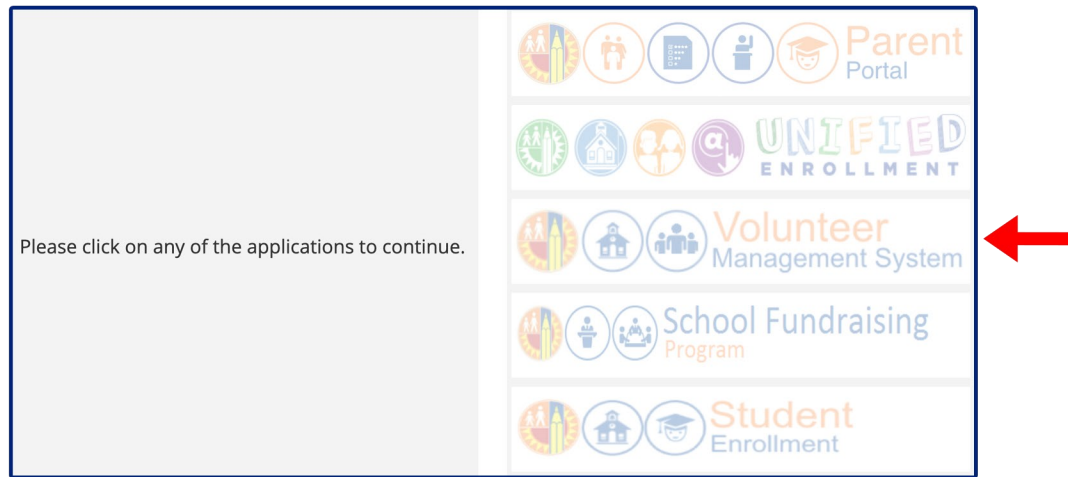 Please click on any of the applications to continue.
Parent
Portal
UNIFIED
ENROLLMENT
Volunteer
Management System
School Fundraising
Program
Student
Enrollment